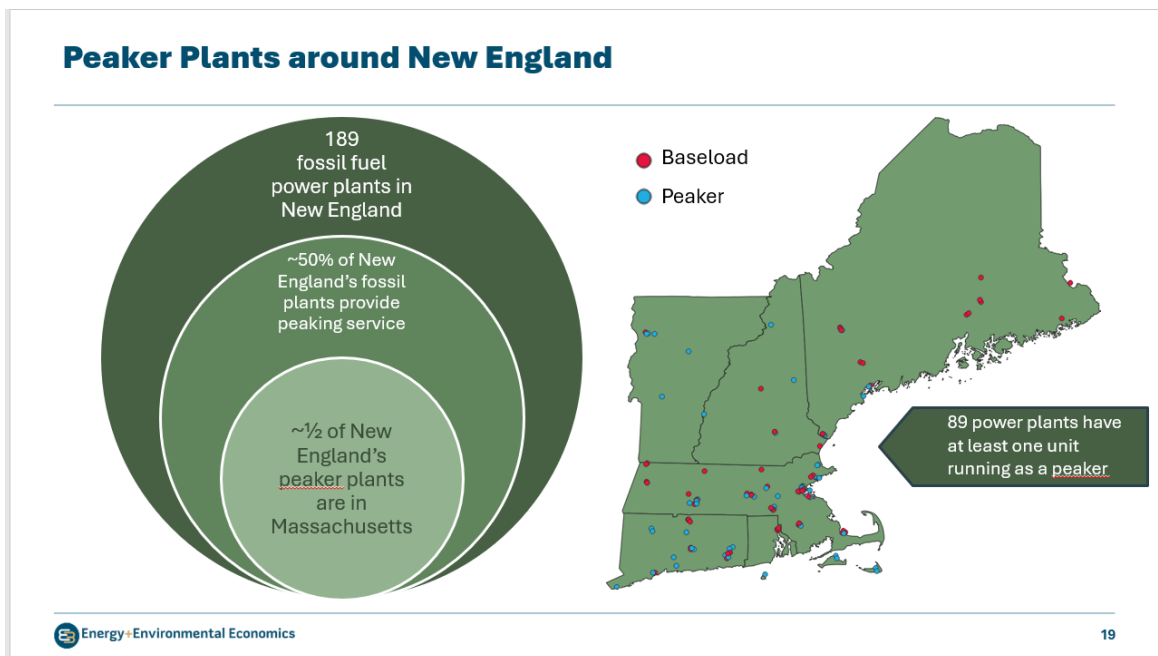 Peaker Plants around New England
189
fossil fuel
power plants in
New England
~50% of New
England’s fossil
plants provide
peaking service
~½ of New
England’s
peaker plants
are in
Massachusetts
Baseload
Peaker
89 power plants have
at least one unit
running as a peaker
Energy+Environmental Economics
19